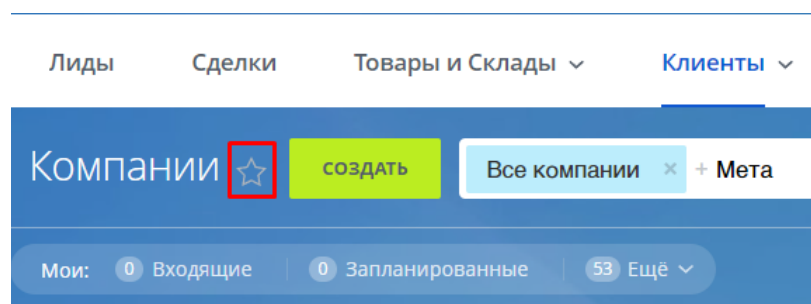 Лиды Сделки Товары и Склады Клиенты
Компании СОЗДАТЬ Все компании × + Мета
Мои: 0 Входящие 0 Запланированные 53 Ещё